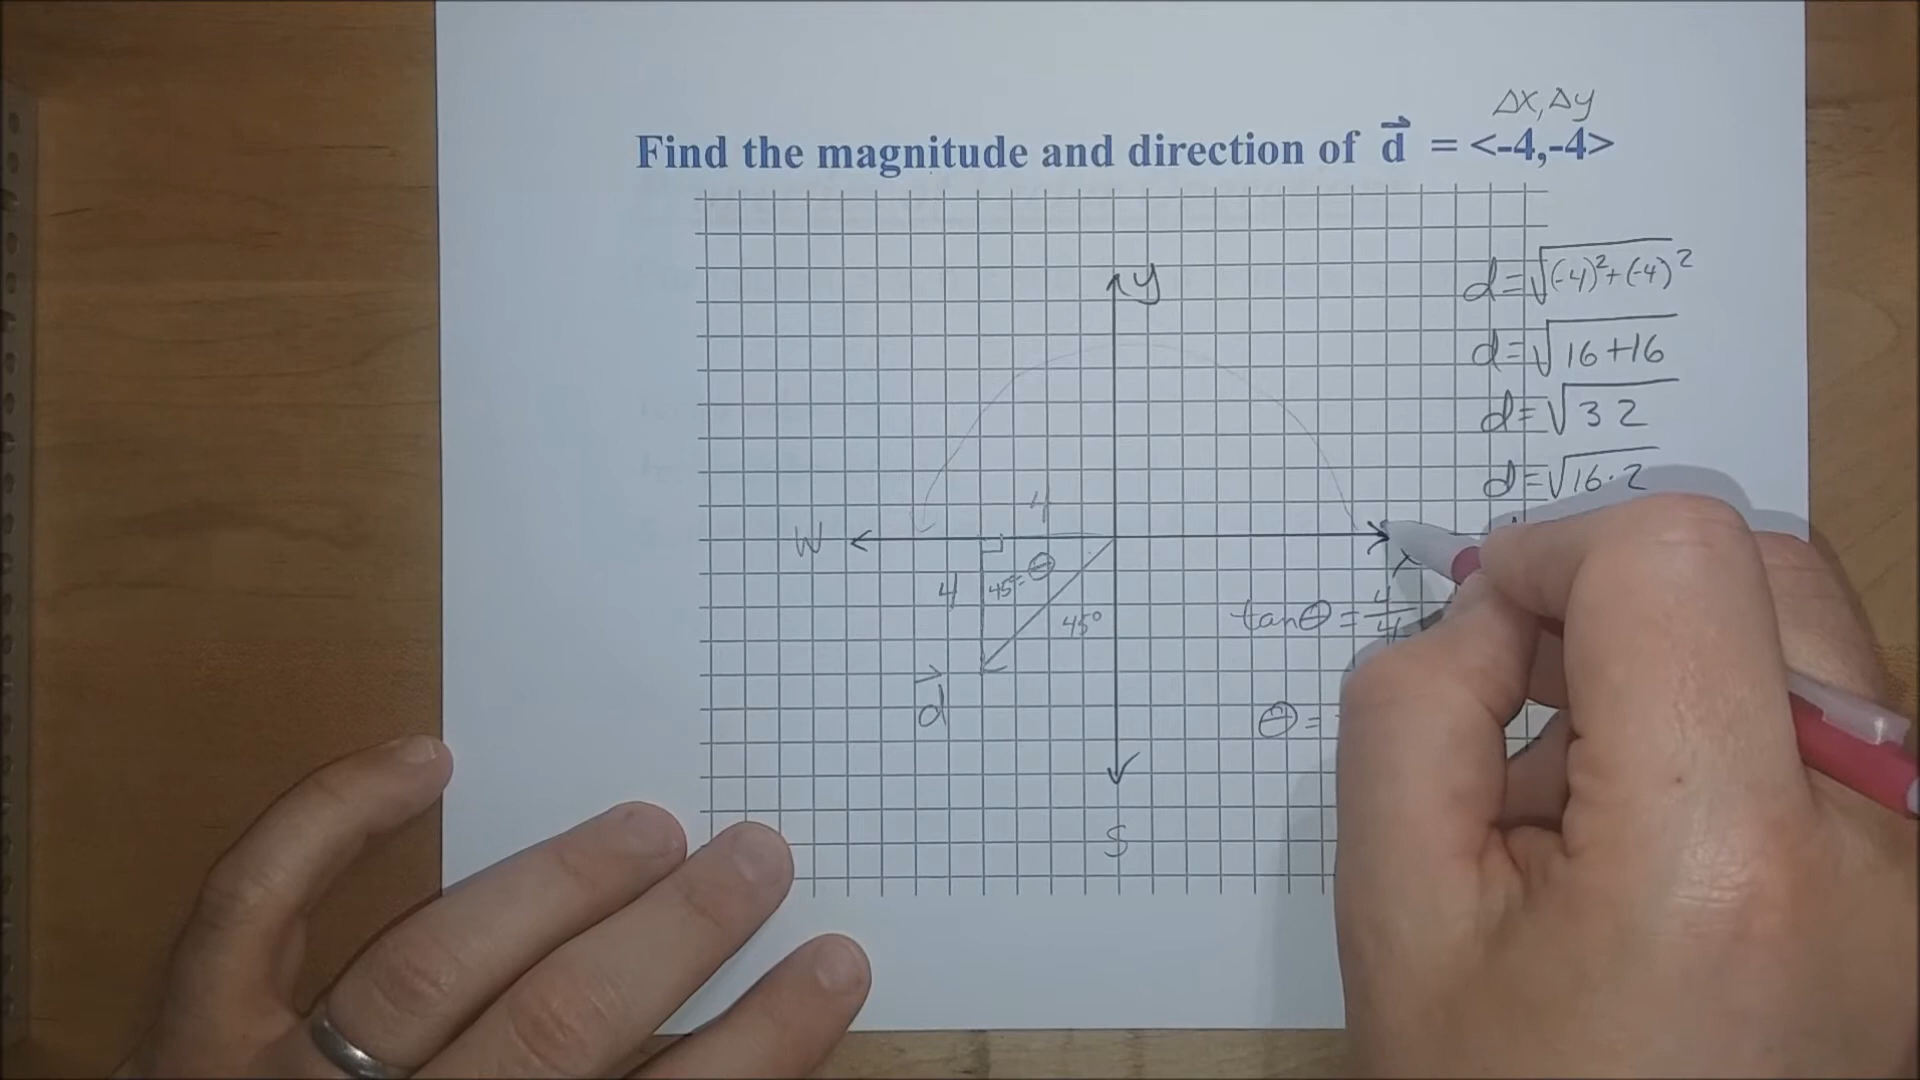 Δx, Δy
Find the magnitude and direction of d⃗ = <-4,-4>
y
d=√(-4)²+(-4)²
d=√16+16
d=√32
d=√16·2
4
W
x
4
45°=θ
45°
tanθ = 4/4
d⃗
θ =
S